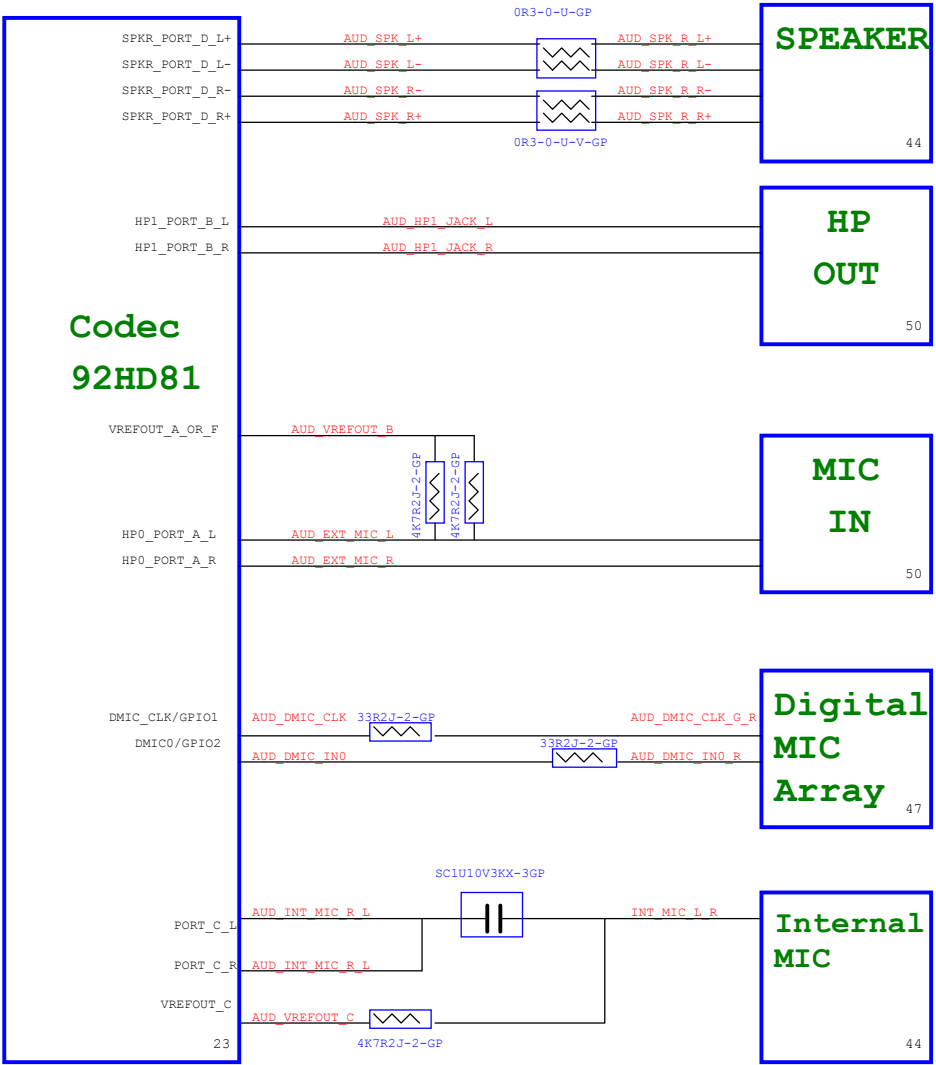 0R3-0-U-GP
SPKR_PORT_D_L+ AUD_SPK_L+ AUD_SPK_R_L+
SPKR_PORT_D_L- AUD_SPK_L- AUD_SPK_R_L-
SPKR_PORT_D_R- AUD_SPK_R- AUD_SPK_R_R-
SPKR_PORT_D_R+ AUD_SPK_R+ AUD_SPK_R_R+
0R3-0-U-V-GP
SPEAKER
44
HP1_PORT_B_L AUD_HP1_JACK_L
HP1_PORT_B_R AUD_HP1_JACK_R
HP
OUT
50
Codec
92HD81
VREFOUT_A_OR_F AUD_VREFOUT_B
4K7R2J-2-GP
4K7R2J-2-GP
HP0_PORT_A_L AUD_EXT_MIC_L
HP0_PORT_A_R AUD_EXT_MIC_R
MIC
IN
50
DMIC_CLK/GPIO1 AUD_DMIC_CLK 33R2J-2-GP AUD_DMIC_CLK_G_R
DMIC0/GPIO2 AUD_DMIC_IN0 33R2J-2-GP AUD_DMIC_IN0_R
Digital
MIC
Array
47
SC1U10V3KX-3GP
PORT_C_L AUD_INT_MIC_R_L INT_MIC_L_R
PORT_C_R AUD_INT_MIC_R_L
VREFOUT_C AUD_VREFOUT_C
4K7R2J-2-GP
23
Internal
MIC
44